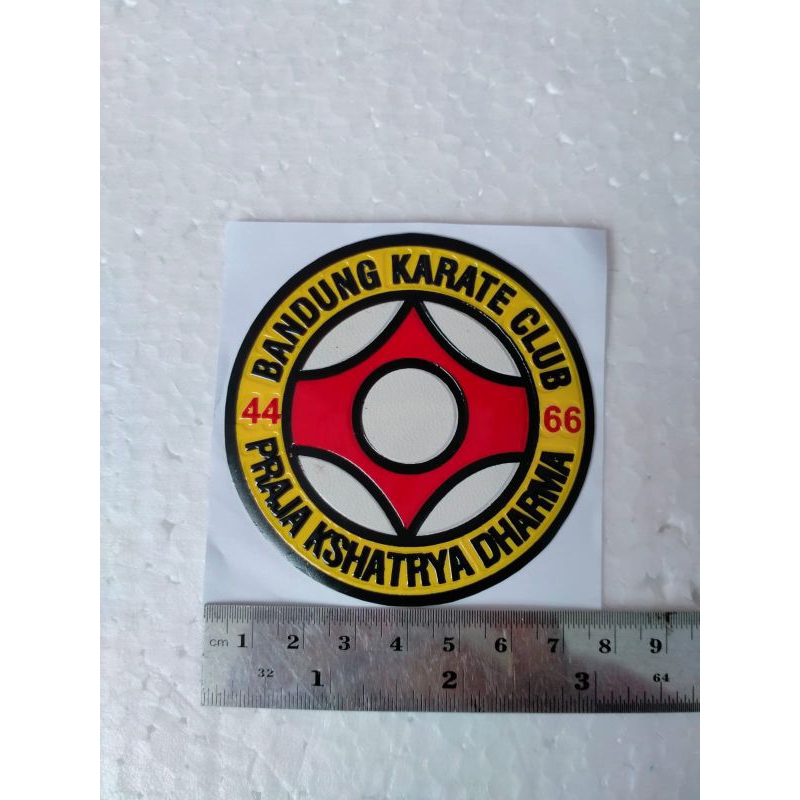 BANDUNG KARATE CLUB
44 66
PRAJA KSHATRYA DHARMA
cm 1 2 3 4 5 6 7 8 9
32 1 2 3 64